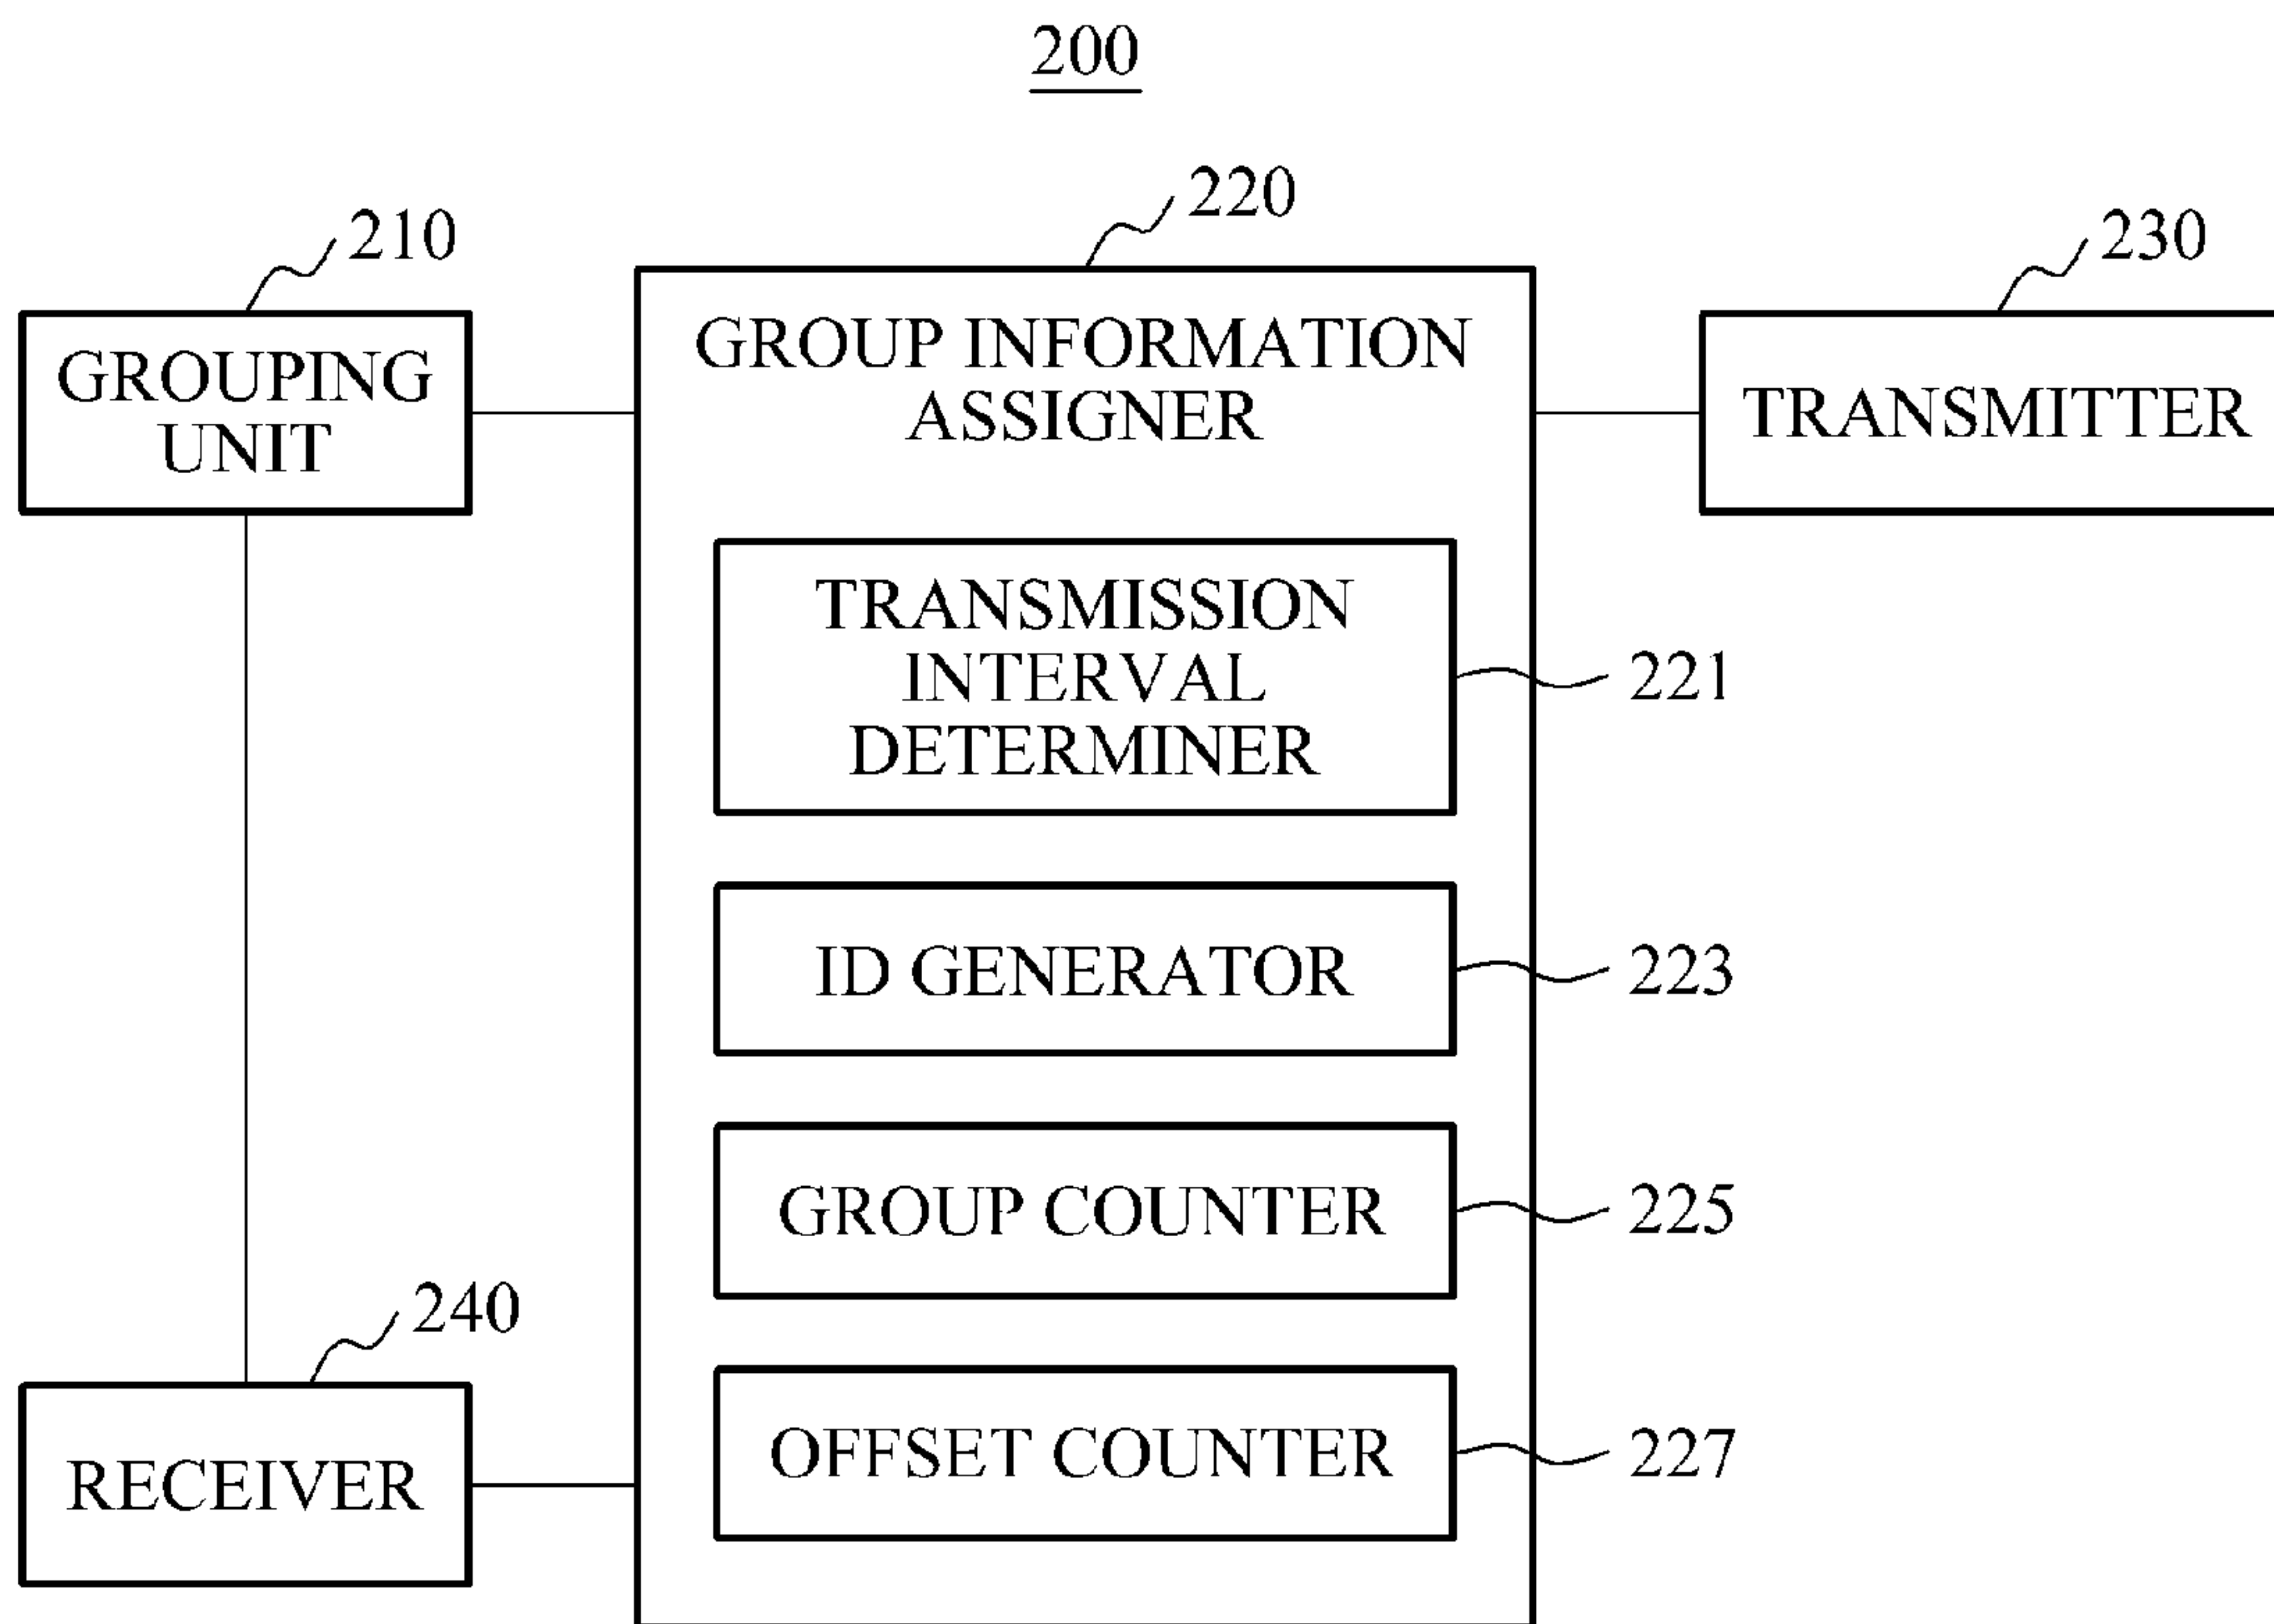 200
220
210
230
GROUPING
UNIT
GROUP INFORMATION
ASSIGNER
TRANSMITTER
TRANSMISSION
INTERVAL
DETERMINER
221
ID GENERATOR
223
GROUP COUNTER
225
240
RECEIVER
OFFSET COUNTER
227